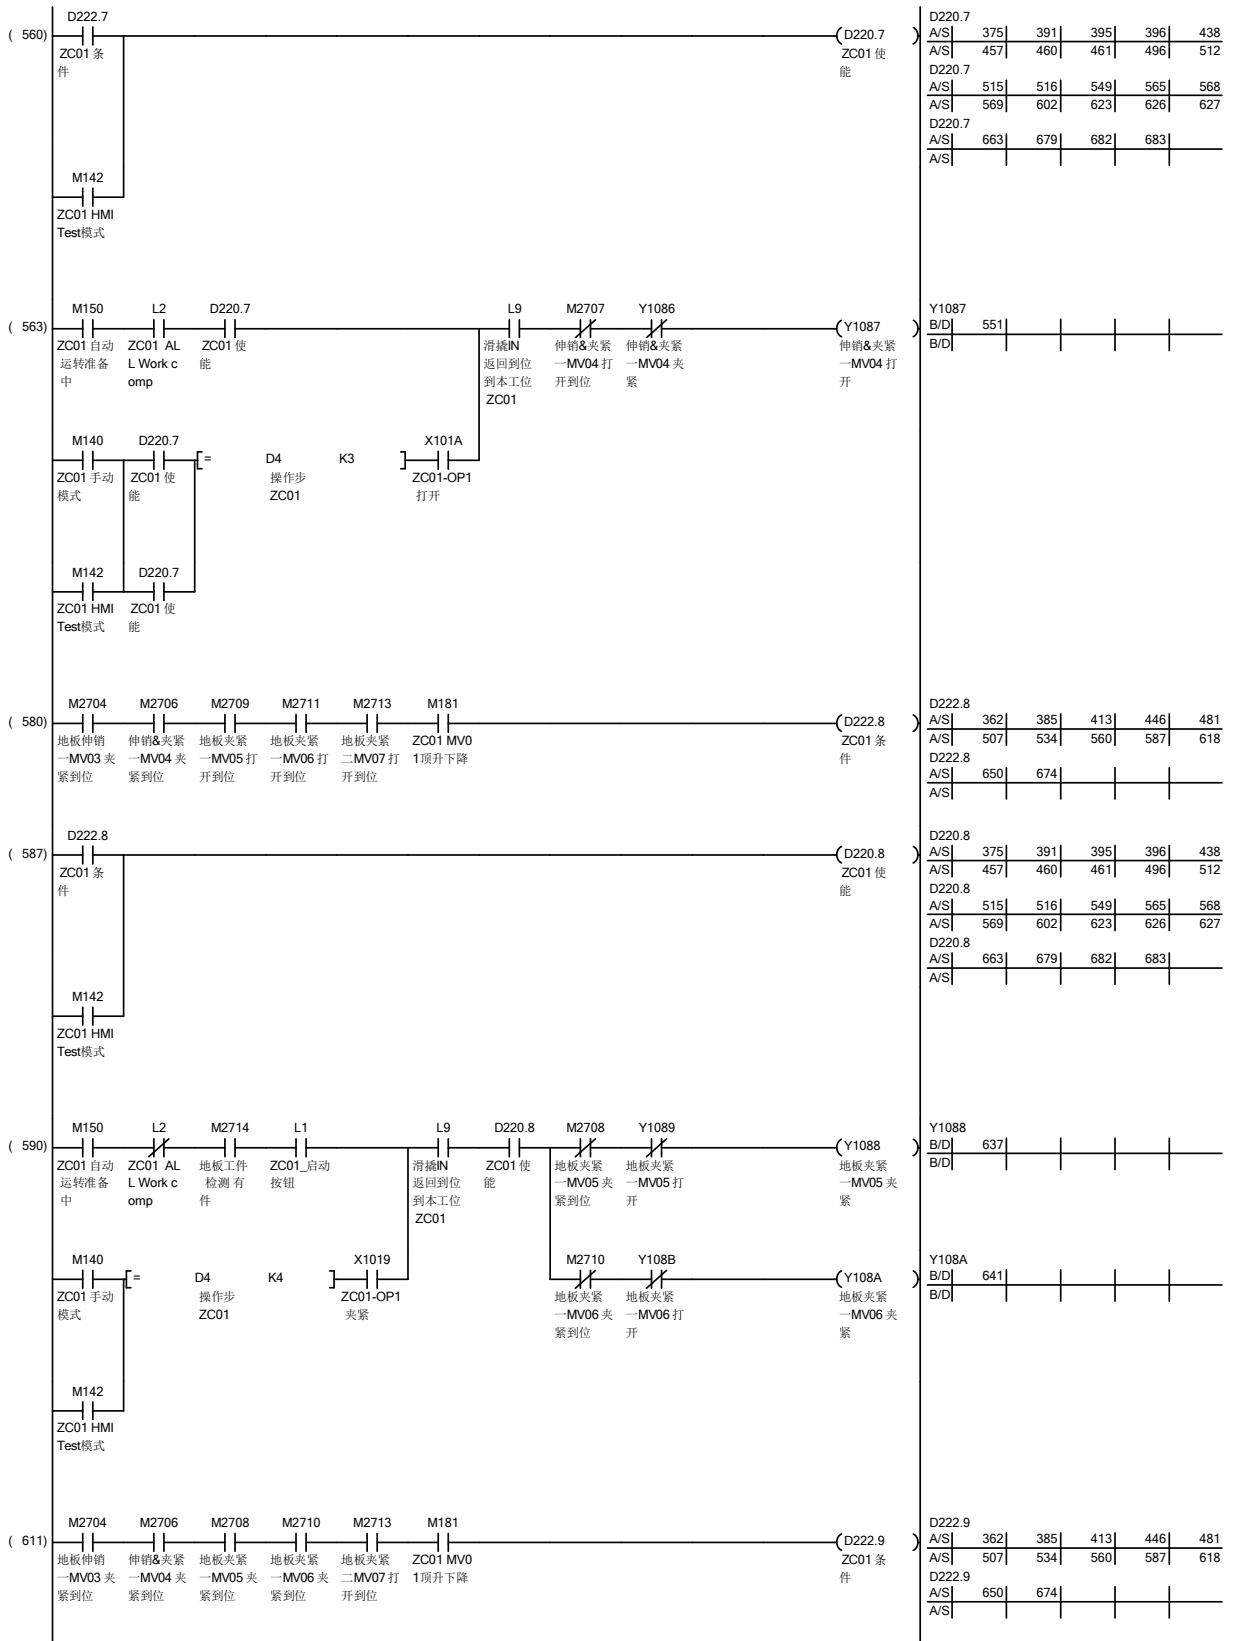 D222.7
D220.7
( 560)
D220.7
A/S 375 391 395 396 438
ZC01 条
件
ZC01 使
能
A/S 457 460 461 496 512
D220.7
A/S 515 516 549 565 568
A/S 569 602 623 626 627
D220.7
A/S 663 679 682 683
A/S
M142
ZC01 HMI
Test模式
M150 L2 D220.7 L9 M2707 Y1086 Y1087
( 563) Y1087 B/D 551
B/D
ZC01 自动 ZC01 AL ZC01 使 滑撬IN 伸销&夹紧 伸销&夹紧 伸销&夹紧
运转准备 L Work c 能 返回到位 一MV04 打 一MV04 夹 一MV04 打
中 omp 到本工位 开到位 紧 开
ZC01
M140 D220.7 X101A
= D4 K3
ZC01 手动 ZC01 使 操作步 ZC01-OP1
模式 能 ZC01 打开
M142 D220.7
ZC01 HMI ZC01 使
Test模式 能
M2704 M2706 M2709 M2711 M2713 M181 D222.8
( 580) D222.8 A/S 362 385 413 446 481
A/S 507 534 560 587 618
地板伸销 伸销&夹紧 地板夹紧 地板夹紧 地板夹紧 ZC01 MV0 ZC01 条
一MV03 夹 一MV04 夹 一MV05 打 一MV06 打 二MV07 打 1顶升下降 件
紧到位 紧到位 开到位 开到位 开到位
D222.8
A/S 650 674
A/S
D222.8 D220.8
( 587) D220.8 A/S 375 391 395 396 438
ZC01 条 ZC01 使 A/S 457 460 461 496 512
件 能
D220.8
A/S 515 516 549 565 568
A/S 569 602 623 626 627
D220.8
A/S 663 679 682 683
A/S
M142
ZC01 HMI
Test模式
M150 L2 M2714 L1 L9 D220.8 M2708 Y1089 Y1088
( 590) Y1088 B/D 637
B/D
ZC01 自动 ZC01 AL 地板工件 ZC01_启动 滑撬IN ZC01 使 地板夹紧 地板夹紧 地板夹紧
运转准备 L Work c 检测 有 按钮 返回到位 能 一MV05 夹 一MV05 打 一MV05 夹
中 omp 件 到本工位 紧到位 开 紧
ZC01
M140 X1019 M2710 Y108B Y108A
= D4 K4 Y108A B/D 641
B/D
ZC01 手动 操作步 ZC01-OP1 地板夹紧 地板夹紧 地板夹紧
模式 ZC01 夹紧 一MV06 夹 一MV06 打 一MV06 夹
紧到位 开 紧
M142
ZC01 HMI
Test模式
M2704 M2706 M2708 M2710 M2713 M181 D222.9
( 611) D222.9 A/S 362 385 413 446 481
A/S 507 534 560 587 618
地板伸销 伸销&夹紧 地板夹紧 地板夹紧 地板夹紧 ZC01 MV0 ZC01 条
一MV03 夹 一MV04 夹 一MV05 夹 一MV06 夹 二MV07 打 1顶升下降 件
紧到位 紧到位 紧到位 紧到位 开到位
D222.9
A/S 650 674
A/S